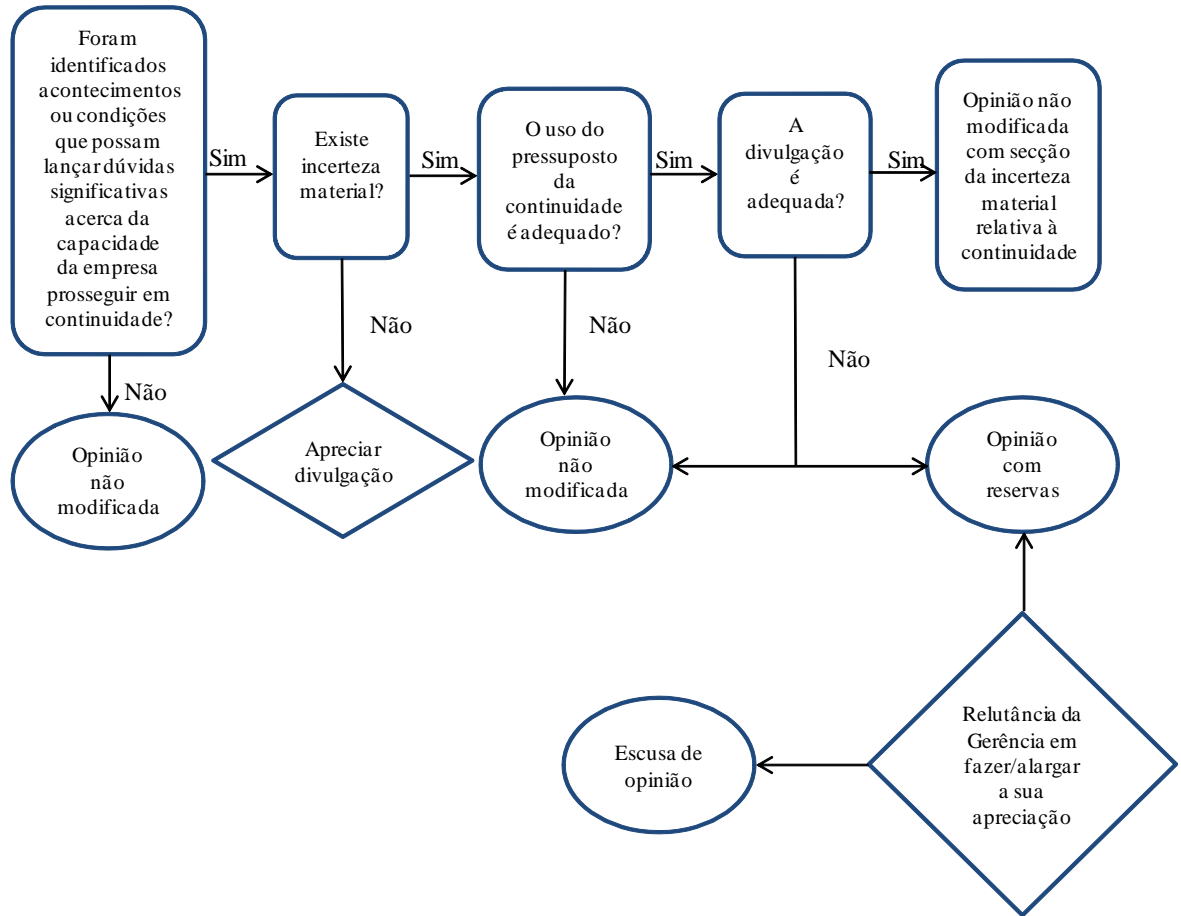 Foram
identificados
acontecimentos
ou condições
que possam
lançar dúvidas
significativas
acerca da
capacidade
da empresa
prosseguir em
continuidade?
Sim
Existe
incerteza
material?
Sim
O uso do
pressuposto
da
continuidade
é adequado?
Sim
A
divulgação
é
adequada?
Sim
Opinião não
modificada
com secção
da incerteza
material
relativa à
continuidade
Não
Não
Não
Não
Opinião
não
modificada
Apreciar
divulgação
Opinião
não
modificada
Opinião
com
reservas
Escusa de
opinião
Relutância da
Gerência em
fazer/alargar
a sua
apreciação